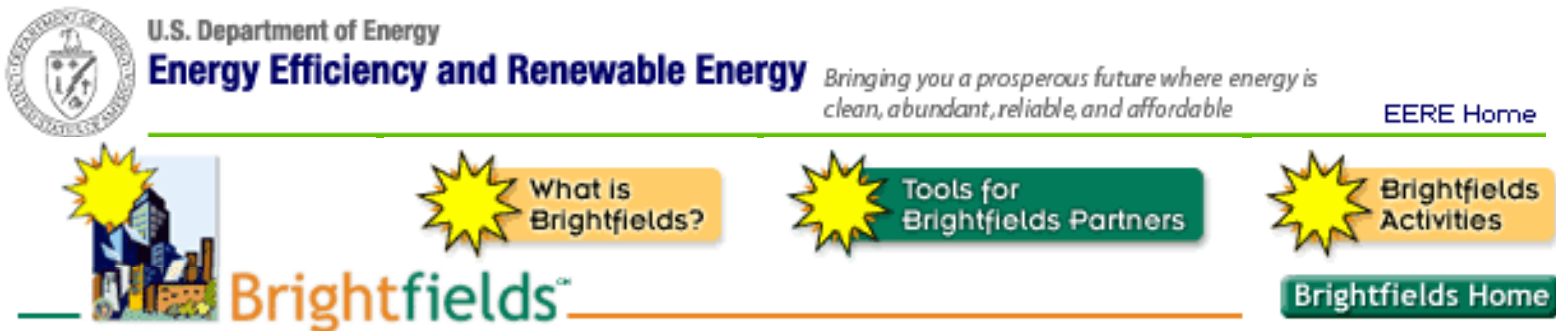 U.S. Department of Energy
Energy Efficiency and Renewable Energy
Bringing you a prosperous future where energy is
clean, abundant, reliable, and affordable
EERE Home
What is
Brightfields?
Tools for
Brightfields Partners
Brightfields
Activities
Brightfields
Brightfields Home